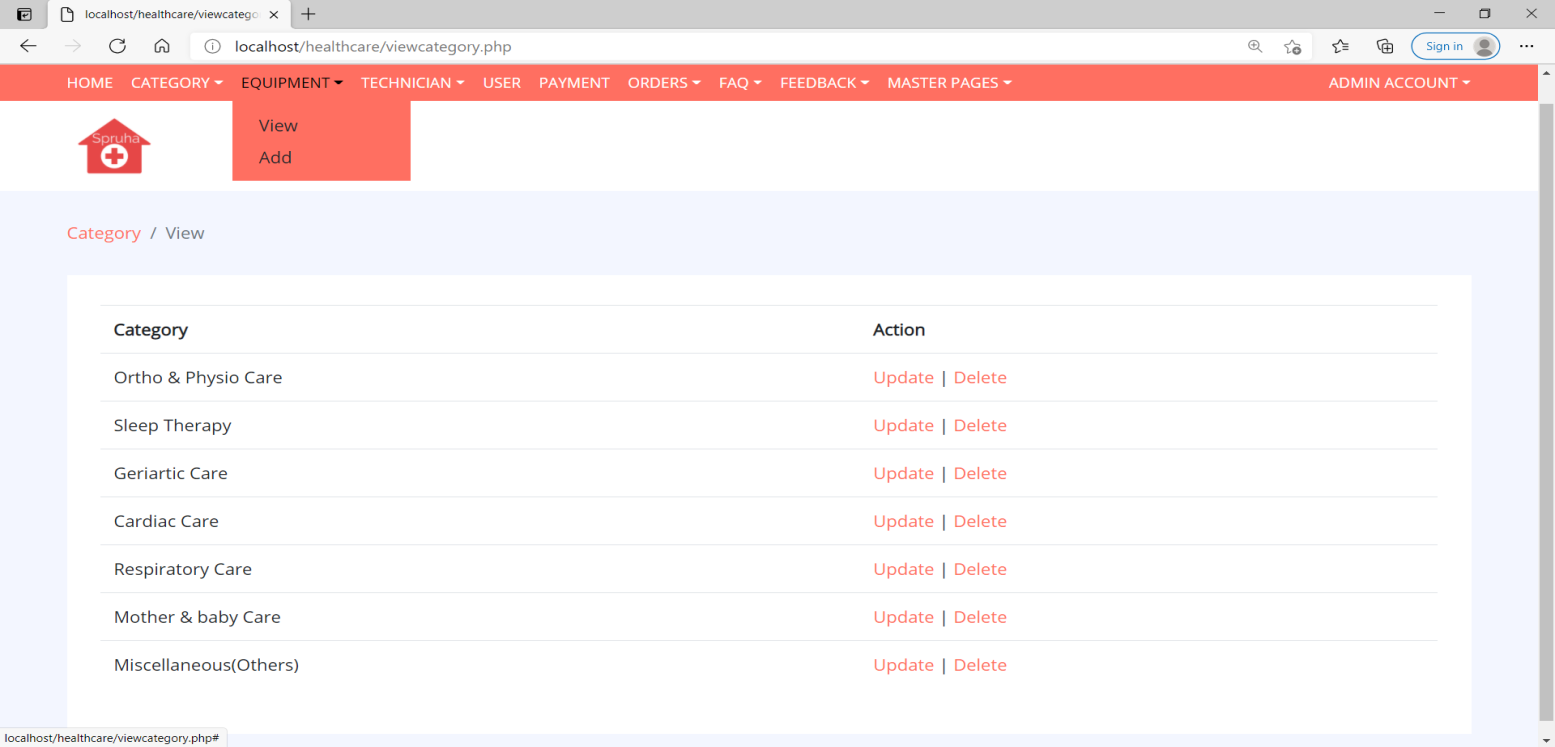 localhost/healthcare/viewcatego
localhost/healthcare/viewcategory.php
Sign in
HOME CATEGORY EQUIPMENT TECHNICIAN USER PAYMENT ORDERS FAQ FEEDBACK MASTER PAGES ADMIN ACCOUNT
View
Add
Spruha
Category / View
Category Action
Ortho & Physio Care Update | Delete
Sleep Therapy Update | Delete
Geriartic Care Update | Delete
Cardiac Care Update | Delete
Respiratory Care Update | Delete
Mother & baby Care Update | Delete
Miscellaneous(Others) Update | Delete
localhost/healthcare/viewcategory.php#